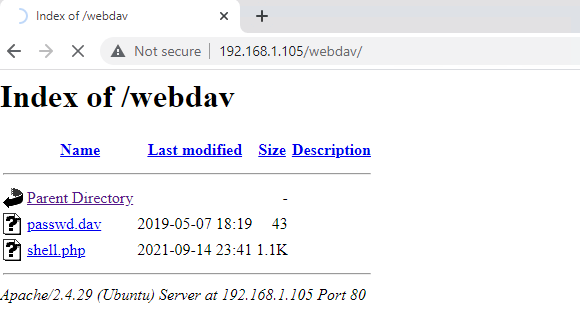 Index of /webdav
Not secure | 192.168.1.105/webdav/
Index of /webdav
Name Last modified Size Description
Parent Directory -
passwd.dav 2019-05-07 18:19 43
shell.php 2021-09-14 23:41 1.1K
Apache/2.4.29 (Ubuntu) Server at 192.168.1.105 Port 80